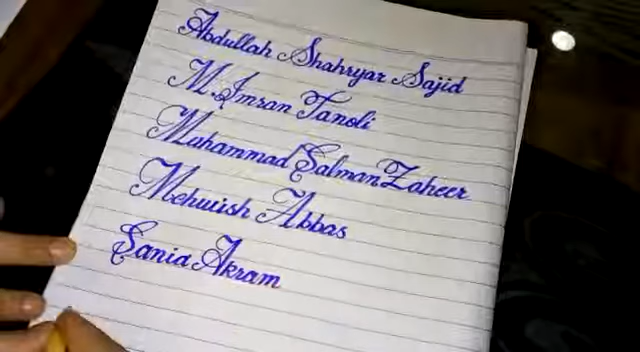 Abdullah Shahryar Sajid
M. Imran Tanoli
Muhammad Salman Zaheer
Mehwish Abbas
Sania Akram